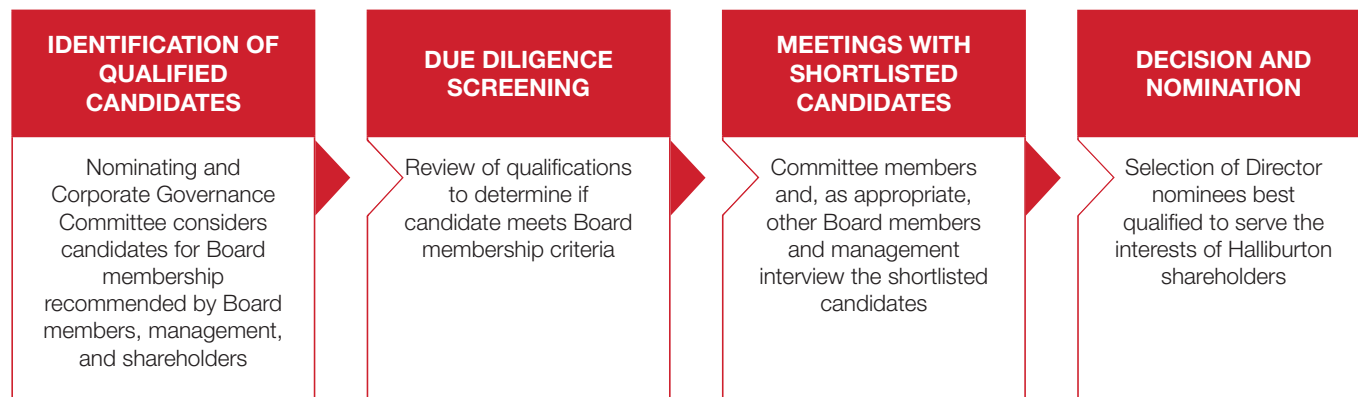 IDENTIFICATION OF
QUALIFIED
CANDIDATES
Nominating and
Corporate Governance
Committee considers
candidates for Board
membership
recommended by Board
members, management,
and shareholders
DUE DILIGENCE
SCREENING
Review of qualifications
to determine if
candidate meets Board
membership criteria
MEETINGS WITH
SHORTLISTED
CANDIDATES
Committee members
and, as appropriate,
other Board members
and management
interview the shortlisted
candidates
DECISION AND
NOMINATION
Selection of Director
nominees best
qualified to serve the
interests of Halliburton
shareholders